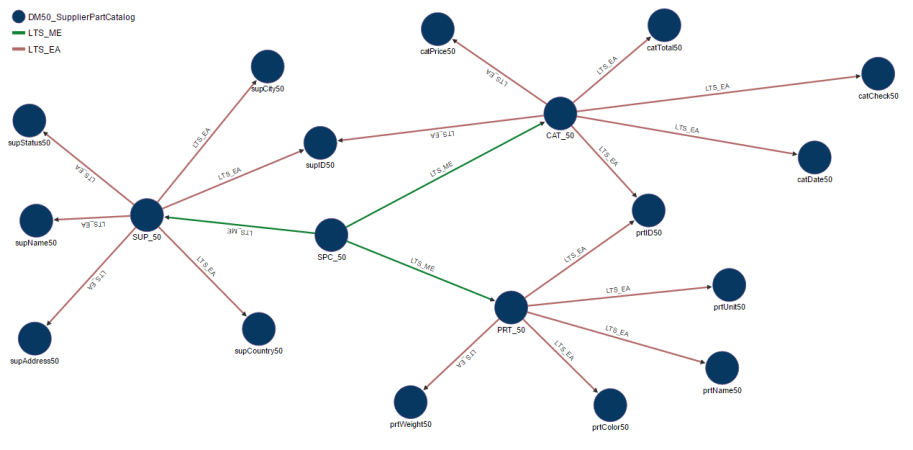 DM50_SupplierPartCatalog
LTS_ME
LTS_EA
catPrice50
catTotal50
LTS_EA
LTS_EA
supCity50
LTS_EA
catCheck50
supStatus50
LTS_EA
LTS_EA
CAT_50
LTS_EA
supID50
LTS_EA
LTS_EA
LTS_ME
LTS_EA
catDate50
LTS_EA
supName50
LTS_EA
SUP_50
LTS_ME
prtID50
SPC_50
LTS_EA
LTS_EA
LTS_EA
LTS_ME
LTS_EA
prtUnit50
PRT_50
LTS_EA
supAddress50
supCountry50
LTS_EA
LTS_EA
prtName50
prtWeight50
prtColor50